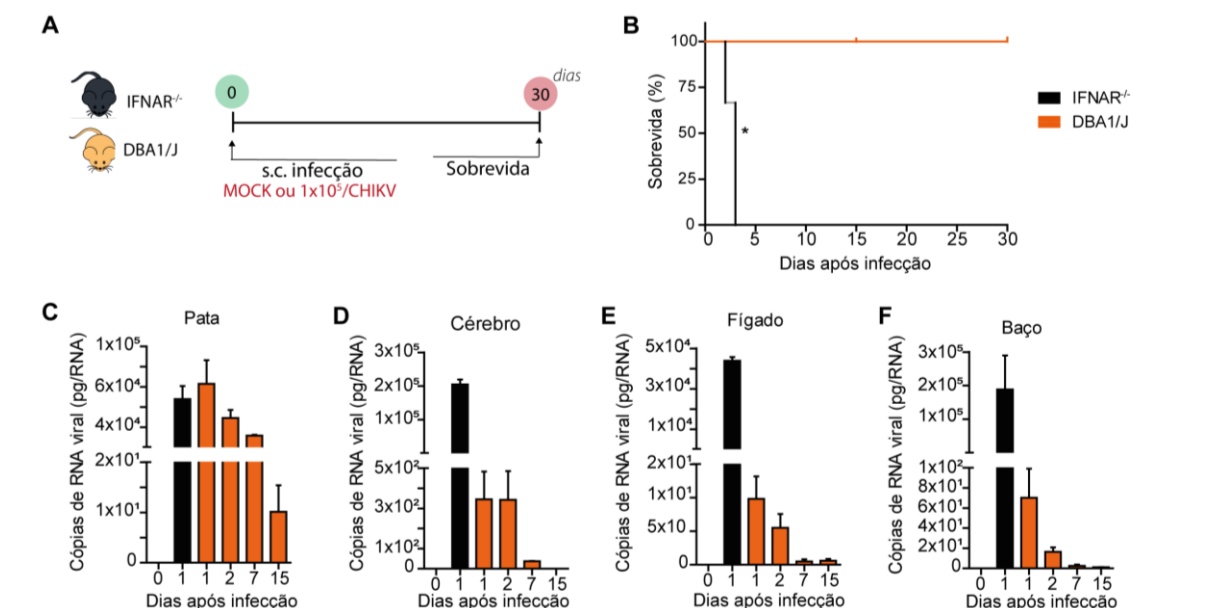 A
IFNAR-/-
DBA1/J
0
30
dias
s.c. infecção
MOCK ou 1x10⁵/CHIKV
Sobrevida
B
Sobrevida (%)
100
75
50
25
0
*
0 5 10 15 20 25 30
Dias após infecção
IFNAR-/-
DBA1/J
C
Pata
Cópias de RNA viral (pg/RNA)
1x10⁵
6x10⁴
4x10⁴
2x10¹
1x10¹
0
0 1 1 2 7 15
Dias após infecção
D
Cérebro
Cópias de RNA viral (pg/RNA)
3x10⁵
2x10⁵
1x10⁵
5x10²
3x10²
1x10²
0
0 1 1 2 7 15
Dias após infecção
E
Fígado
Cópias de RNA viral (pg/RNA)
5x10⁴
3x10⁴
1x10⁴
2x10¹
1x10¹
5x10
0
0 1 1 2 7 15
Dias após infecção
F
Baço
Cópias de RNA viral (pg/RNA)
3x10⁵
2x10⁵
1x10⁵
1x10²
8x10¹
6x10¹
4x10¹
2x10¹
0
0 1 1 2 7 15
Dias após infecção